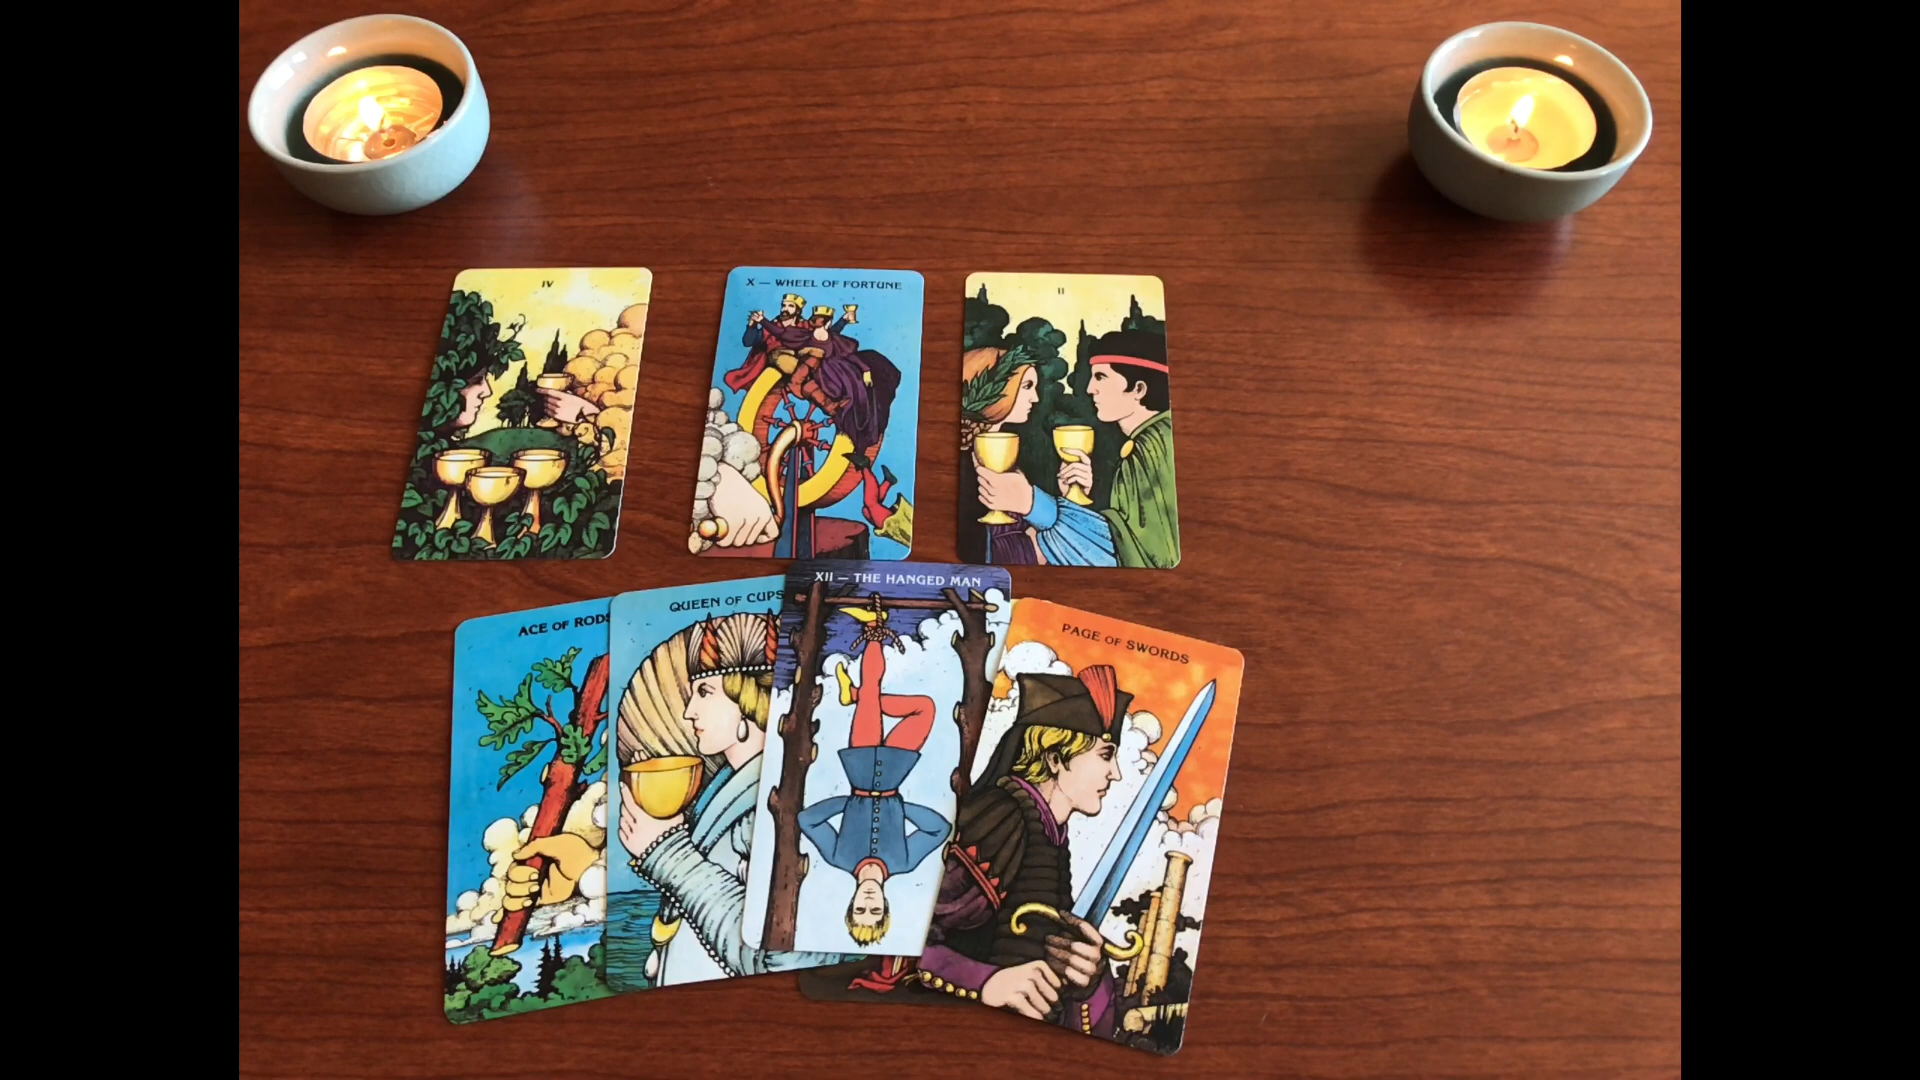 IV
X — WHEEL OF FORTUNE
II
ACE OF RODS
QUEEN OF CUPS
XII — THE HANGED MAN
PAGE OF SWORDS